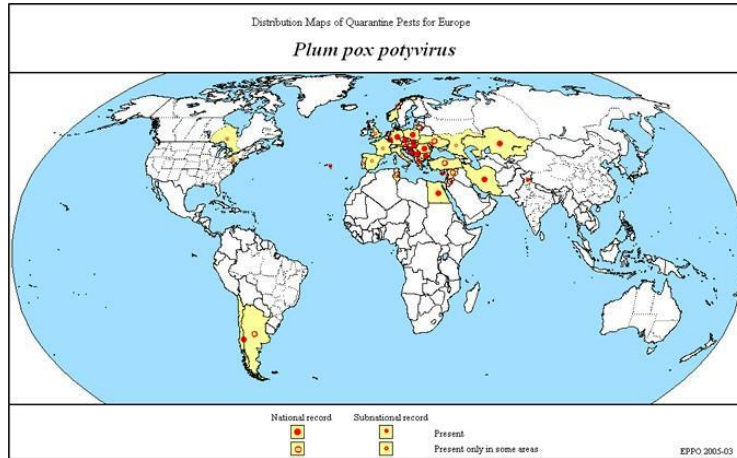 Distribution Maps of Quarantine Pests for Europe
Plum pox potyvirus
National record Subnational record
Present
Present only in some areas
EPPO 2005-03